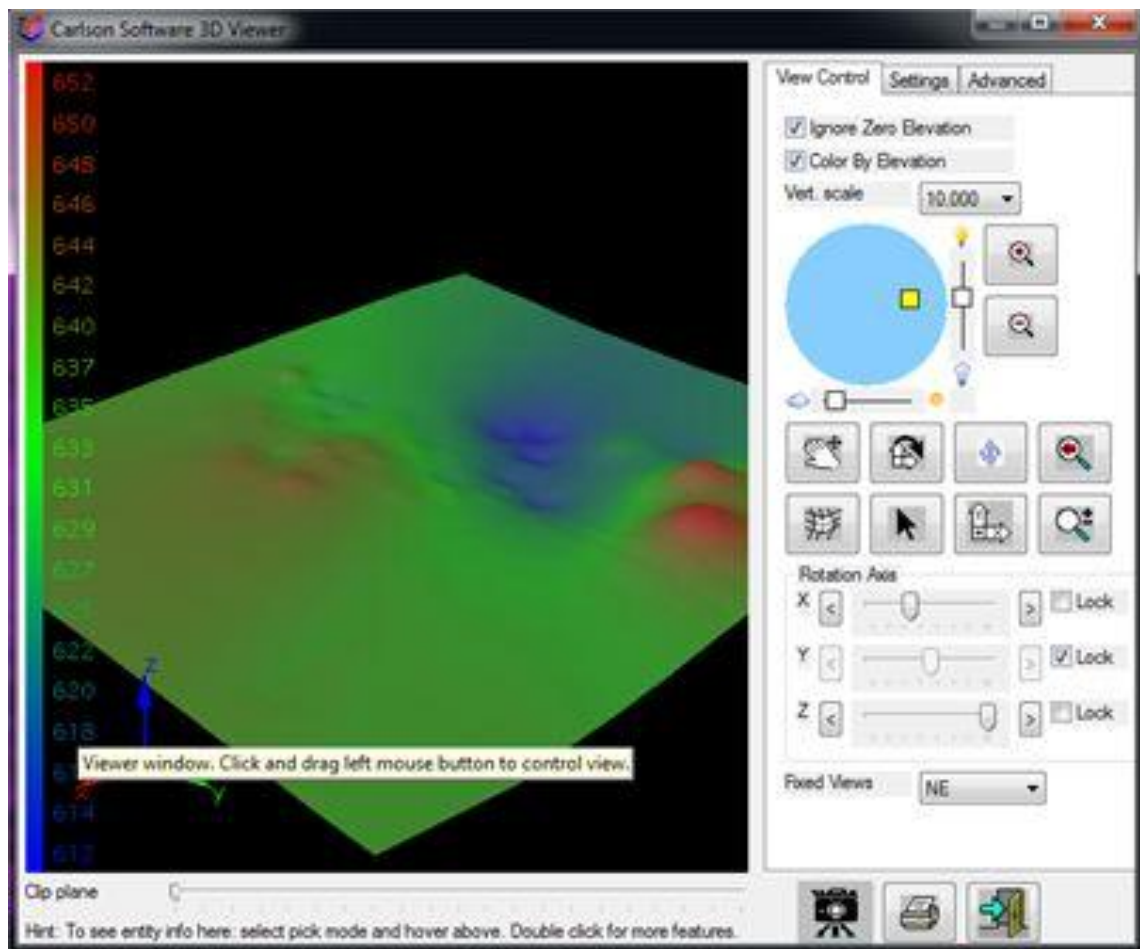 Carlson Software 3D Viewer
652
650
648
646
644
642
640
637
635
633
631
629
627
622
620
618
614
612
Z
Y
Viewer window. Click and drag left mouse button to control view.
View Control Settings Advanced
Ignore Zero Elevation
Color By Elevation
Vert. scale 10.000
Rotation Axis
X < > Lock
Y < > Lock
Z < > Lock
Fixed Views NE
Clip plane
Hint: To see entity info here: select pick mode and hover above. Double click for more features.